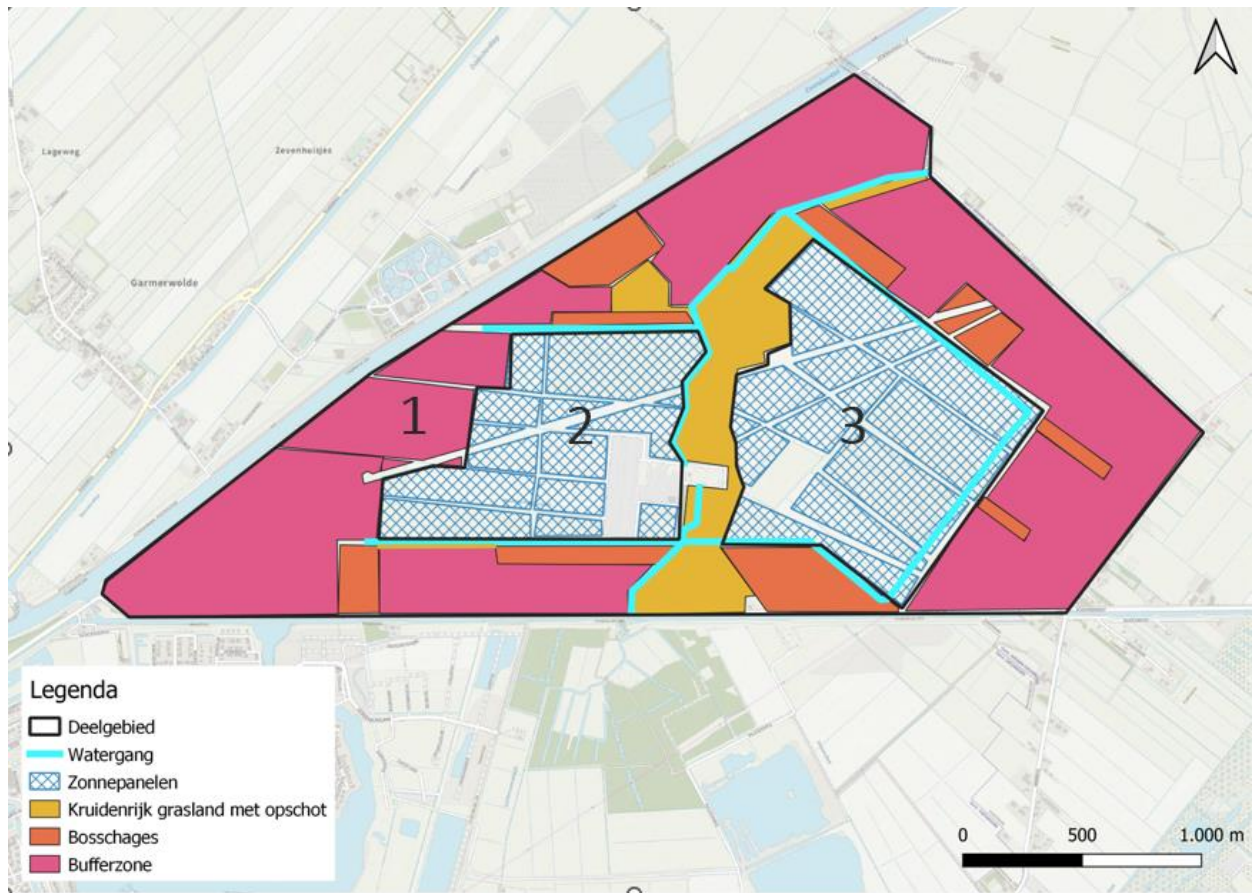 Lageweg
Zevenhuisjes
Garmerwolde
1
2
3
Legenda
Deelgebied
Watergang
Zonnepanelen
Kruidenrijk grasland met opschot
Bosschages
Bufferzone
0 500 1.000 m